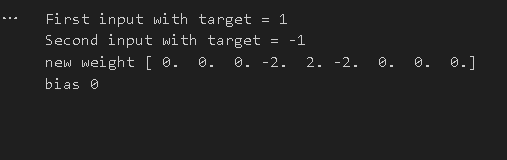 ...
First input with target = 1
Second input with target = -1
new weight [ 0.  0.  0. -2.  2. -2.  0.  0.  0.]
bias 0